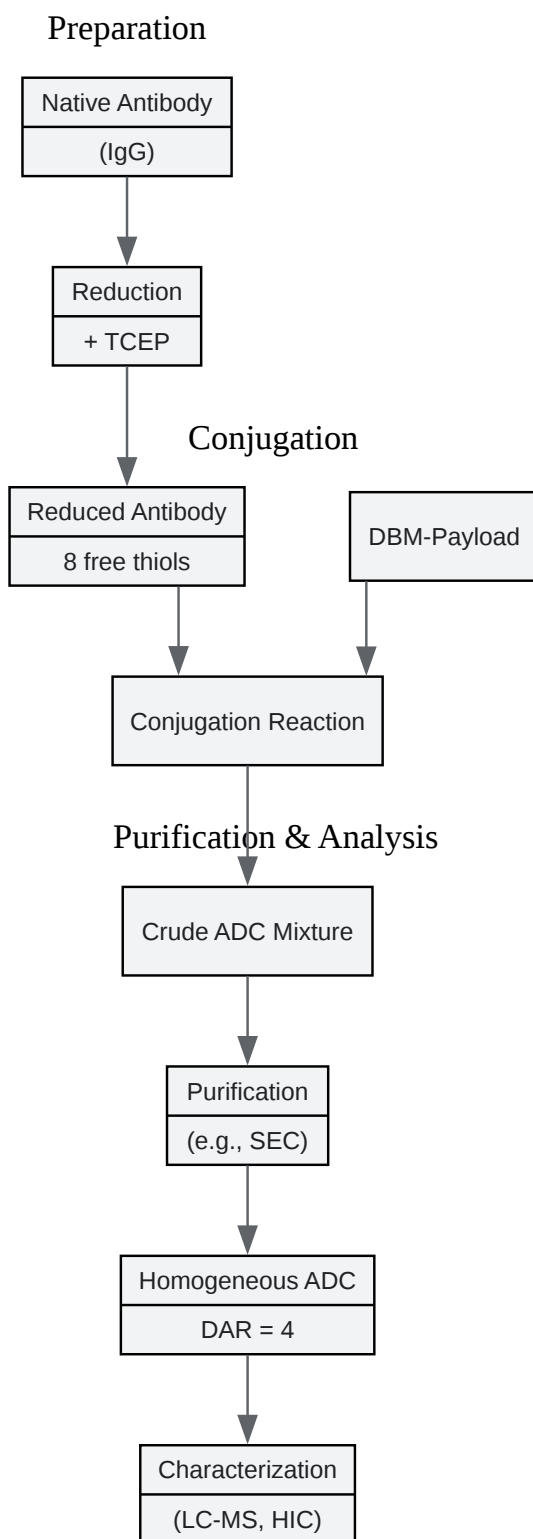 Preparation
Native Antibody
(IgG)
Reduction
+ TCEP
Conjugation
Reduced Antibody
8 free thiols
DBM-Payload
Conjugation Reaction
Purification & Analysis
Crude ADC Mixture
Purification
(e.g., SEC)
Homogeneous ADC
DAR = 4
Characterization
(LC-MS, HIC)